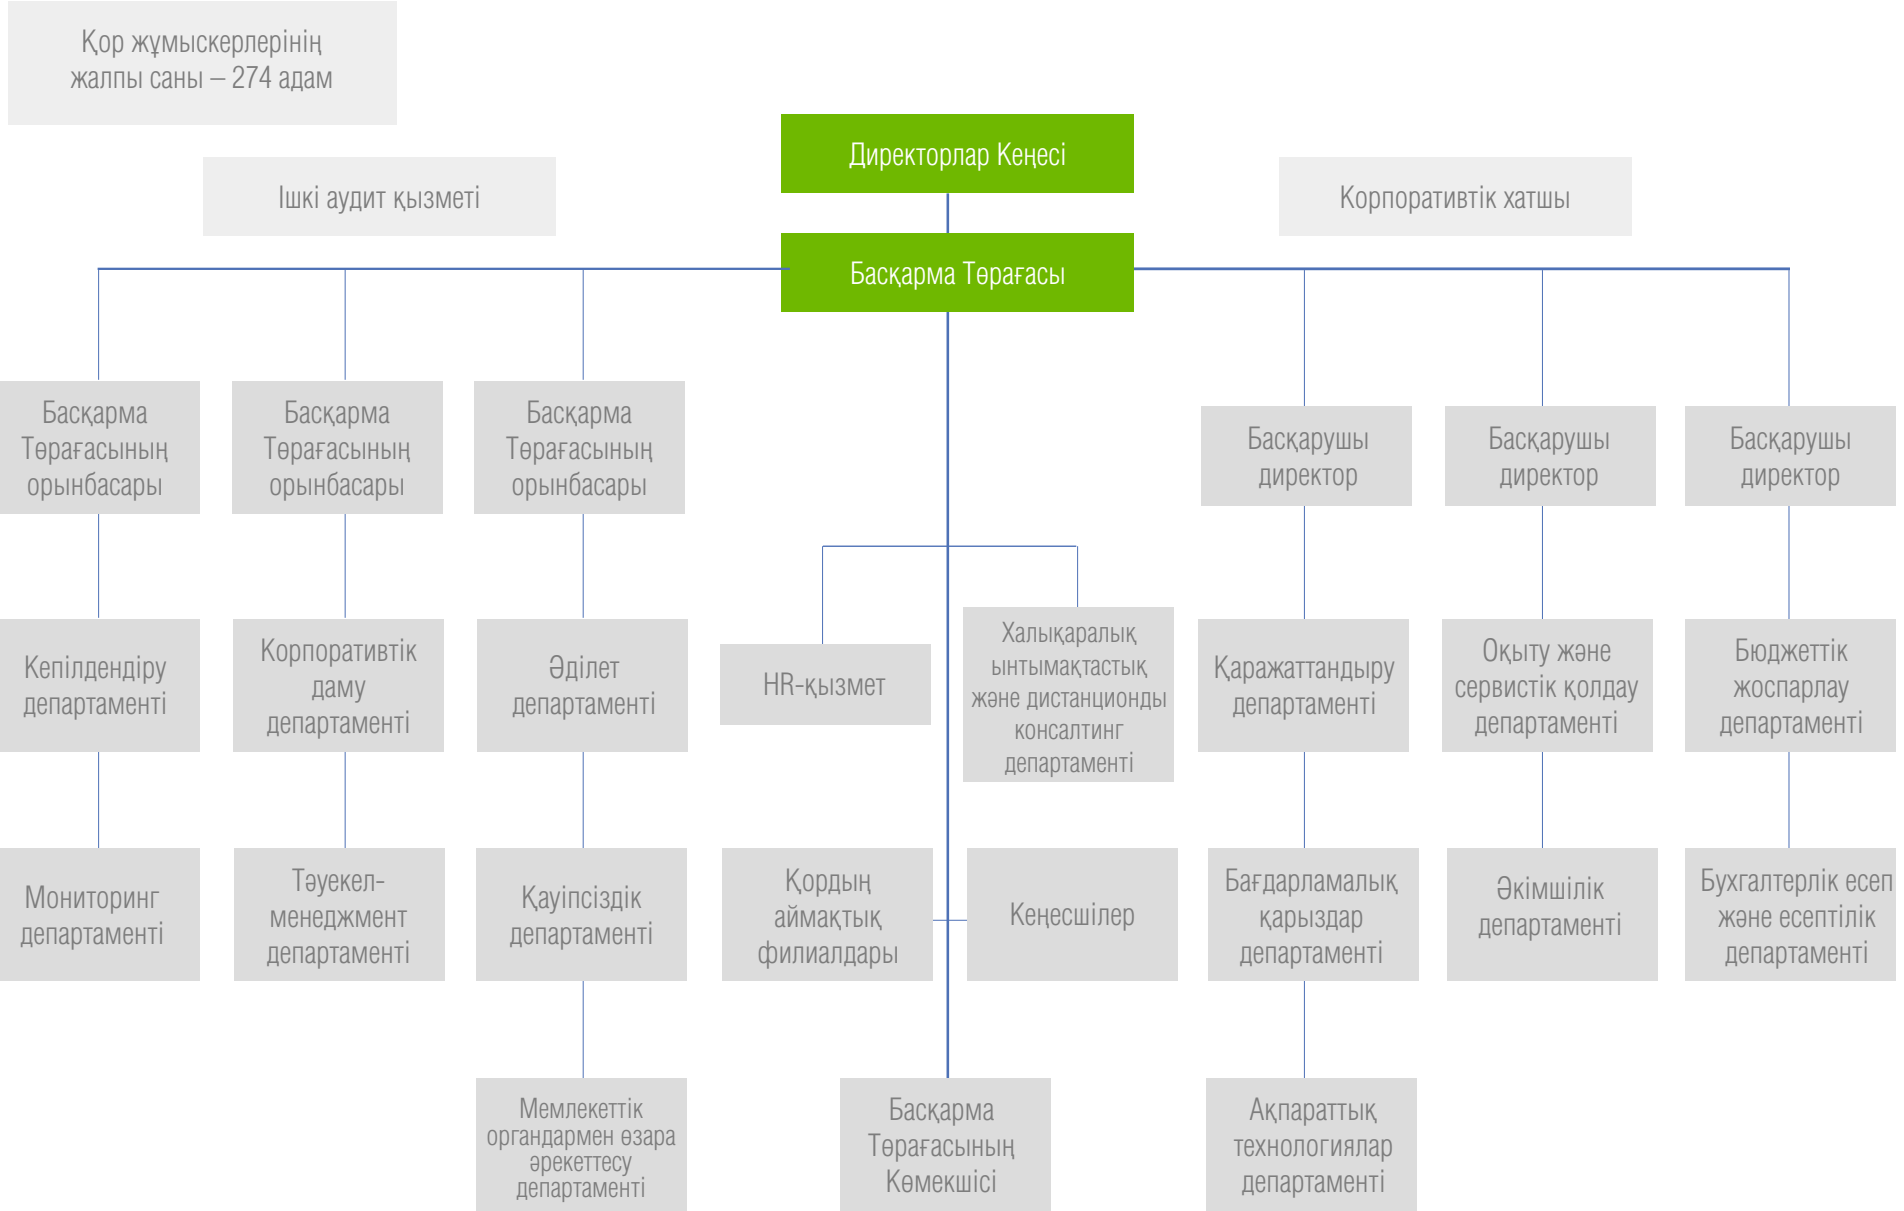 Қор жұмыскерлерінің
жалпы саны – 274 адам
Директорлар Кеңесі
Ішкі аудит қызметі
Корпоративтік хатшы
Басқарма Төрағасы
Басқарма
Төрағасының
орынбасары
Басқарма
Төрағасының
орынбасары
Басқарма
Төрағасының
орынбасары
Басқарушы
директор
Басқарушы
директор
Басқарушы
директор
Кепілдендіру
департаменті
Корпоративтік
даму
департаменті
Әділет
департаменті
HR-қызмет
Халықаралық
ынтымақтастық
және дистанционды
консалтинг
департаменті
Қаражаттандыру
департаменті
Оқыту және
сервистік қолдау
департаменті
Бюджеттік
жоспарлау
департаменті
Мониторинг
департаменті
Тәуекел-
менеджмент
департаменті
Қауіпсіздік
департаменті
Қордың
аймақтық
филиалдары
Кеңесшілер
Бағдарламалық
қарыздар
департаменті
Әкімшілік
департаменті
Бухгалтерлік есеп
және есептілік
департаменті
Мемлекеттік
органдармен өзара
әрекеттесу
департаменті
Басқарма
Төрағасының
Көмекшісі
Ақпараттық
технологиялар
департаменті